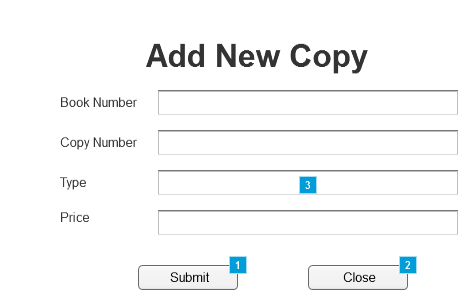 Add New Copy
Book Number
Copy Number
Type
3
Price
1
2
Submit
Close